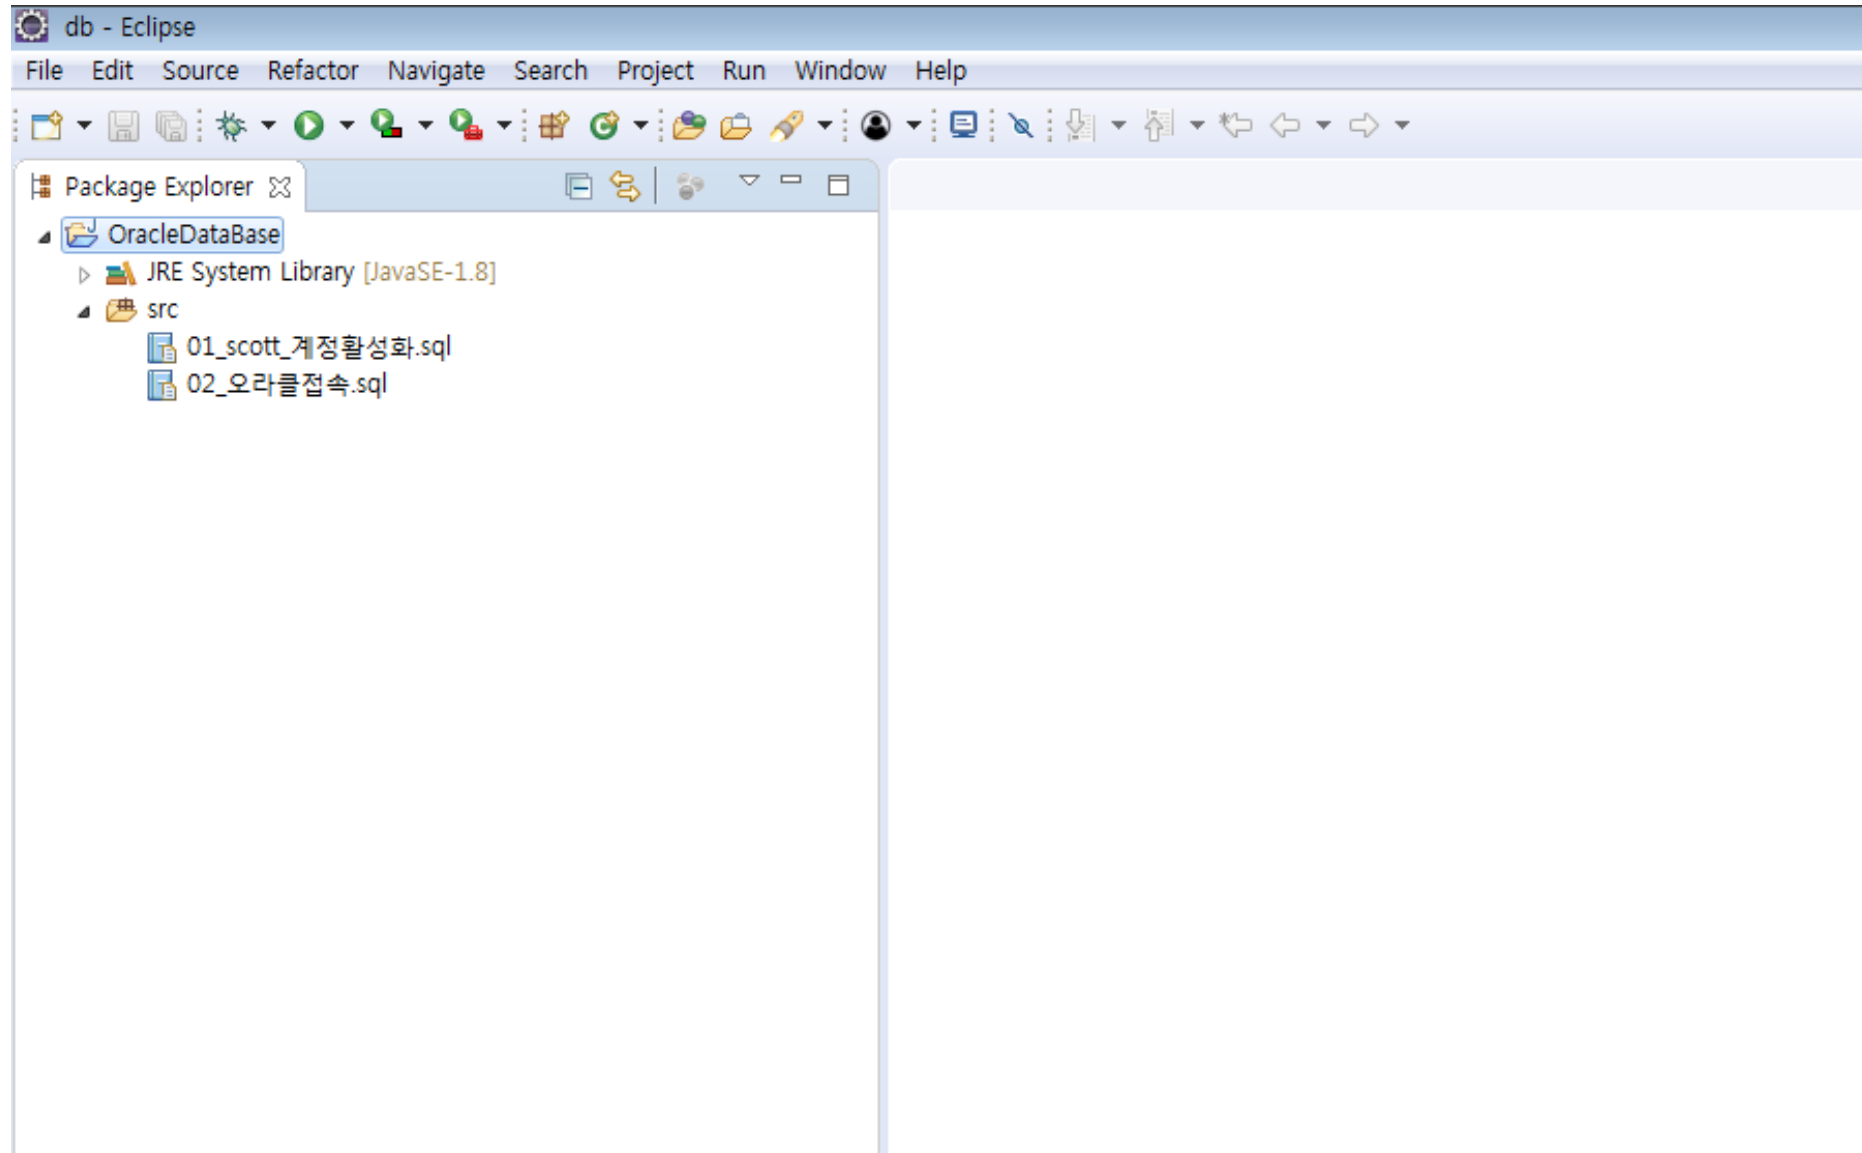 db - Eclipse
File Edit Source Refactor Navigate Search Project Run Window Help
Package Explorer
OracleDataBase
JRE System Library [JavaSE-1.8]
src
01_scott_계정활성화.sql
02_오라클접속.sql